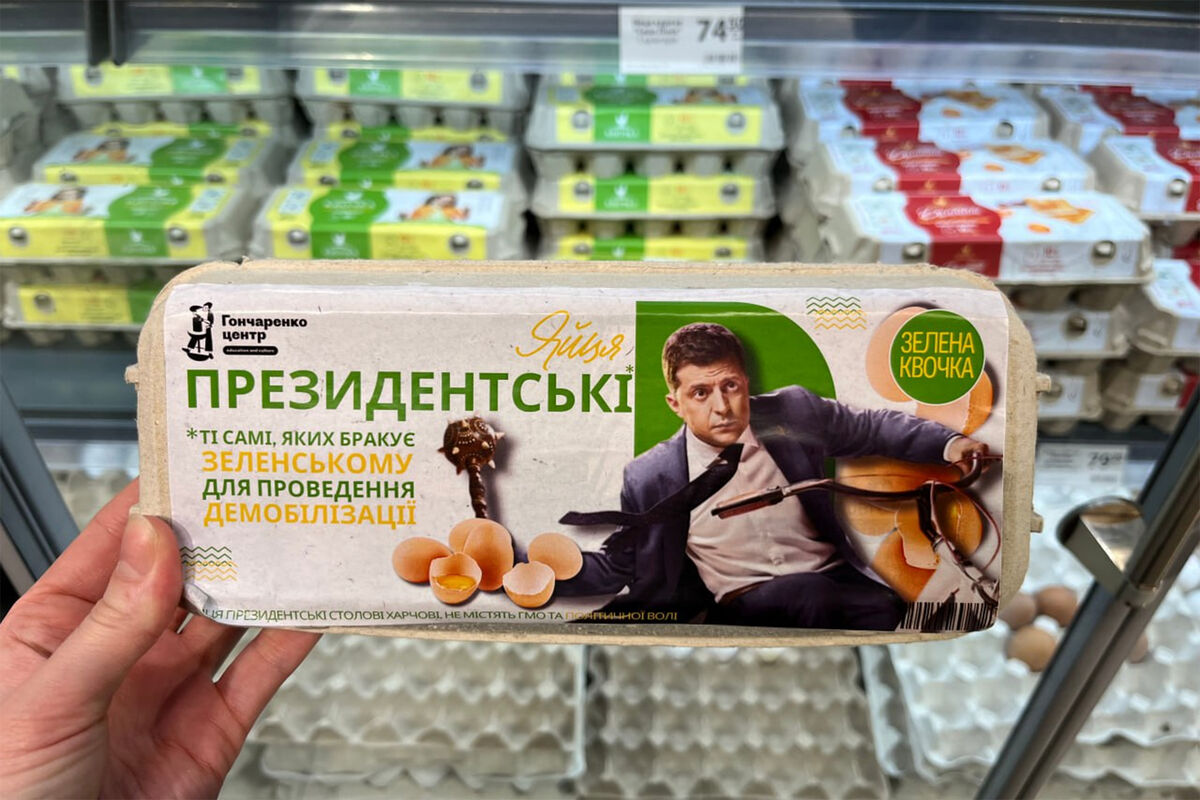 74
Гончаренко
центр
education and culture
Яйця
ПРЕЗИДЕНТСЬКІ*
*ТІ САМІ, ЯКИХ БРАКУЄ
ЗЕЛЕНСЬКОМУ
ДЛЯ ПРОВЕДЕННЯ
ДЕМОБІЛІЗАЦІЇ
ЗЕЛЕНА
КВОЧКА
ПРЕЗИДЕНТСЬКІ СТОЛОВІ ХАРЧОВІ, НЕ МІСТЯТЬ ГМО ТА ПОЛІТИЧНОЇ ВОЛІ